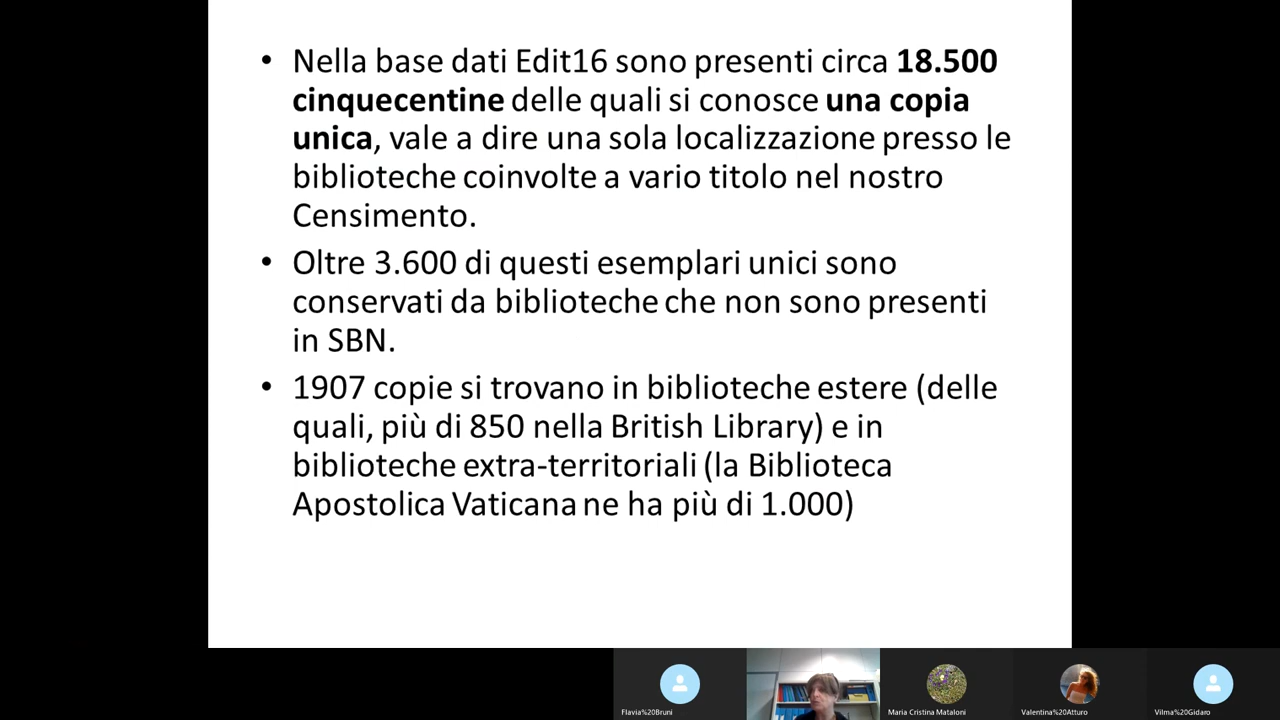 • Nella base dati Edit16 sono presenti circa 18.500
cinquecentine delle quali si conosce una copia
unica, vale a dire una sola localizzazione presso le
biblioteche coinvolte a vario titolo nel nostro
Censimento.
• Oltre 3.600 di questi esemplari unici sono
conservati da biblioteche che non sono presenti
in SBN.
• 1907 copie si trovano in biblioteche estere (delle
quali, più di 850 nella British Library) e in
biblioteche extra-territoriali (la Biblioteca
Apostolica Vaticana ne ha più di 1.000)
Flavia%20Bruni
Maria Cristina Mataloni
Valentina%20Atturo
Vilma%20Gidaro